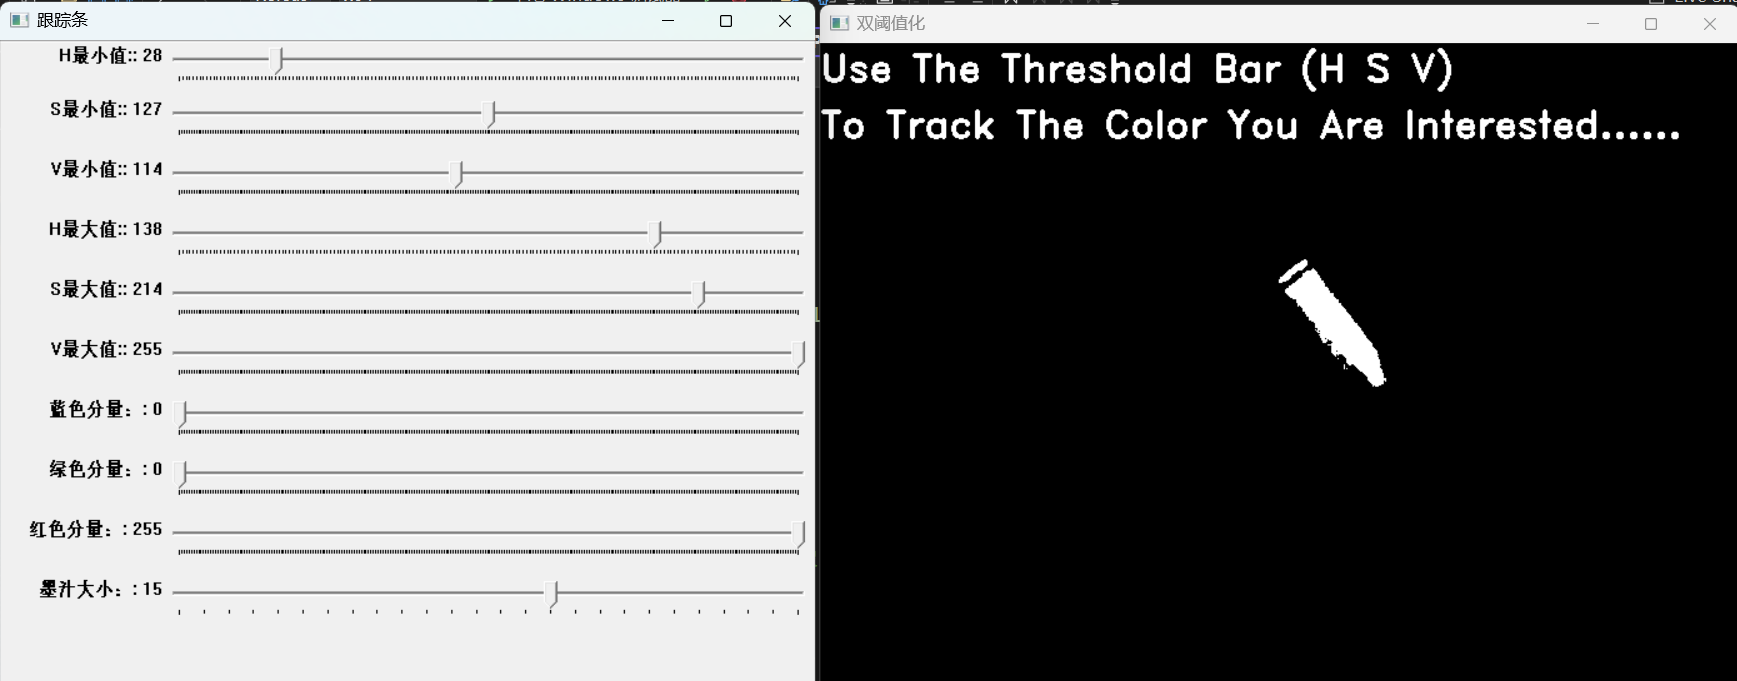 跟踪条
H最小值:: 28
S最小值:: 127
V最小值:: 114
H最大值:: 138
S最大值:: 214
V最大值:: 255
蓝色分量：: 0
绿色分量：: 0
红色分量：: 255
墨汁大小：: 15
双阈值化
Use The Threshold Bar (H S V)
To Track The Color You Are Interested......